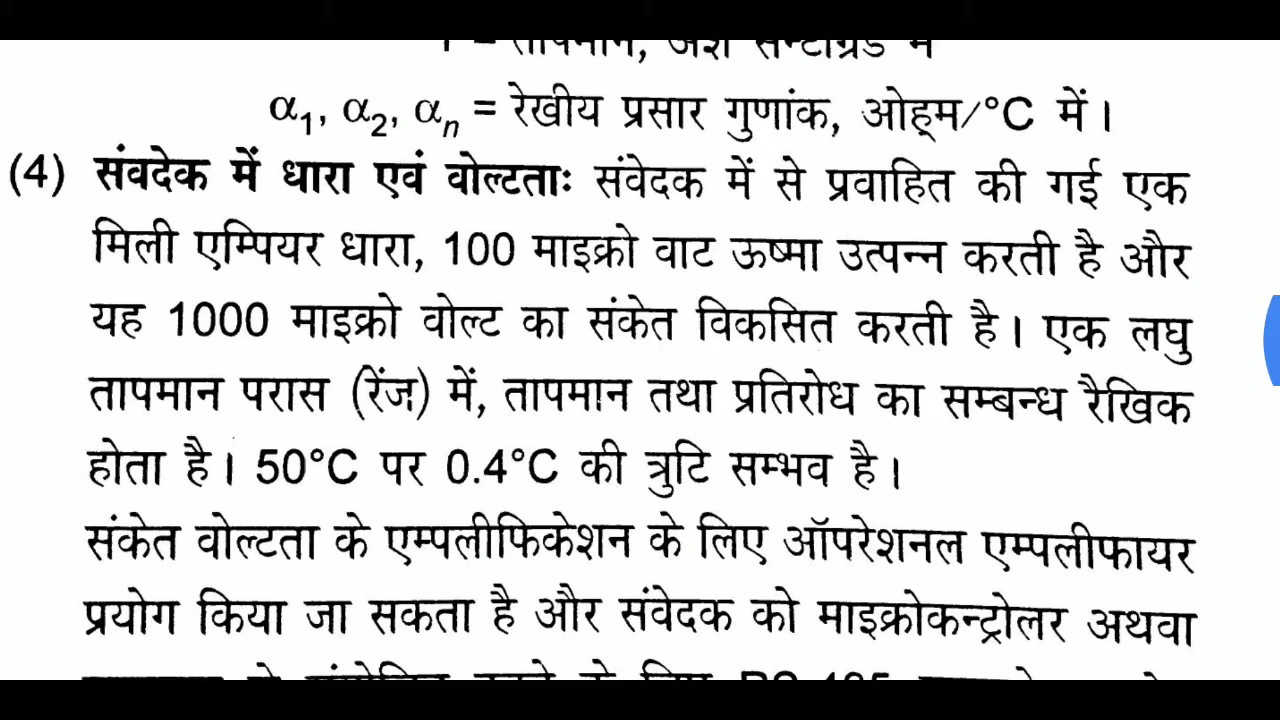 = तापमान, अंश सेन्टीग्रेड में
α₁, α₂, αₙ = रेखीय प्रसार गुणांक, ओह्म/°C में।
(4) संवदेक में धारा एवं वोल्टताः संवेदक में से प्रवाहित की गई एक
मिली एम्पियर धारा, 100 माइक्रो वाट ऊष्मा उत्पन्न करती है और
यह 1000 माइक्रो वोल्ट का संकेत विकसित करती है। एक लघु
तापमान परास (रेंज) में, तापमान तथा प्रतिरोध का सम्बन्ध रैखिक
होता है। 50°C पर 0.4°C की त्रुटि सम्भव है।
संकेत वोल्टता के एम्पलीफिकेशन के लिए ऑपरेशनल एम्पलीफायर
प्रयोग किया जा सकता है और संवेदक को माइक्रोकन्ट्रोलर अथवा